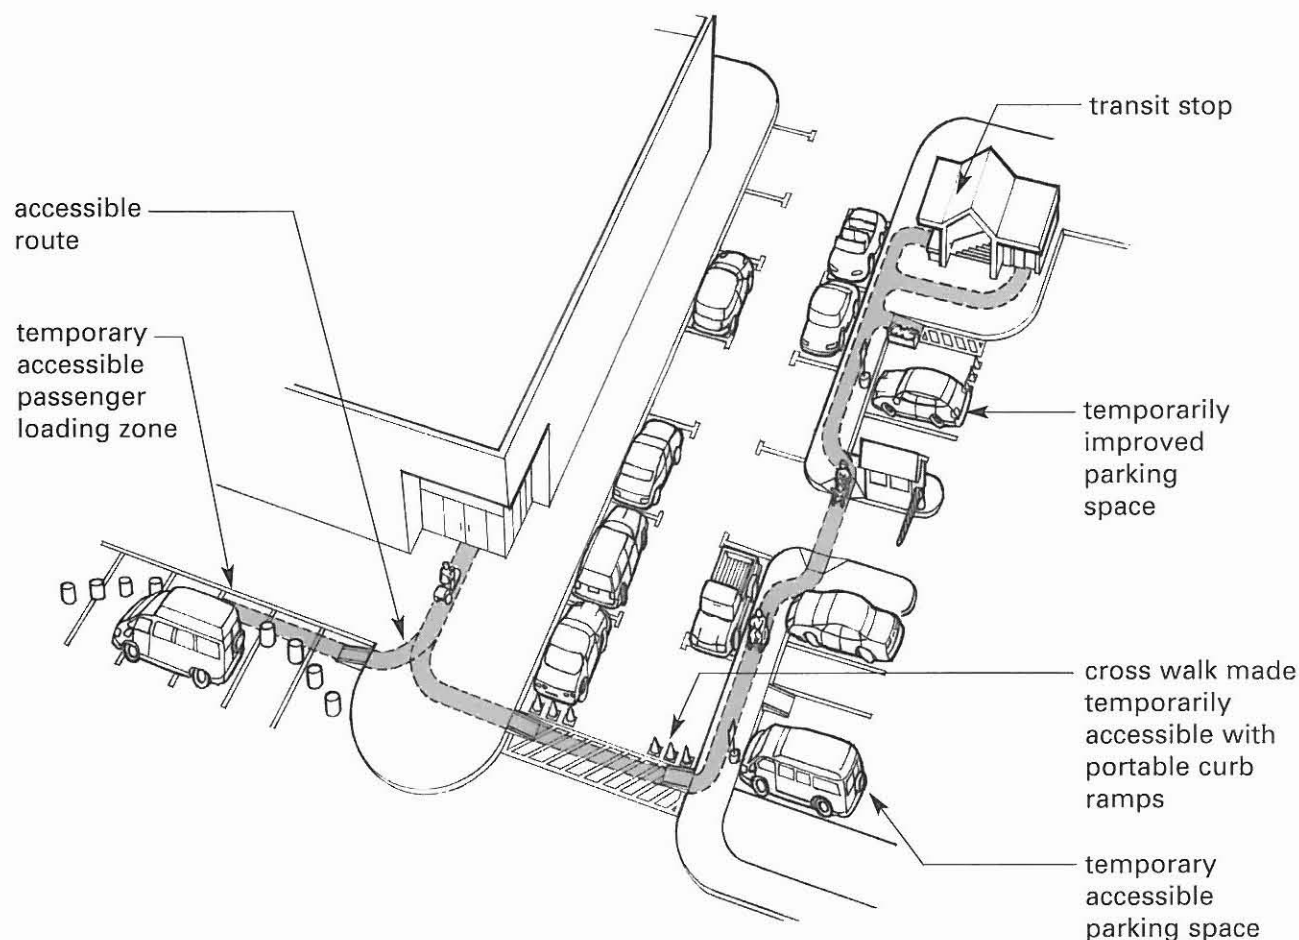 transit stop
accessible
route
temporary
accessible
passenger
loading zone
temporarily
improved
parking
space
cross walk made
temporarily
accessible with
portable curb
ramps
temporary
accessible
parking space